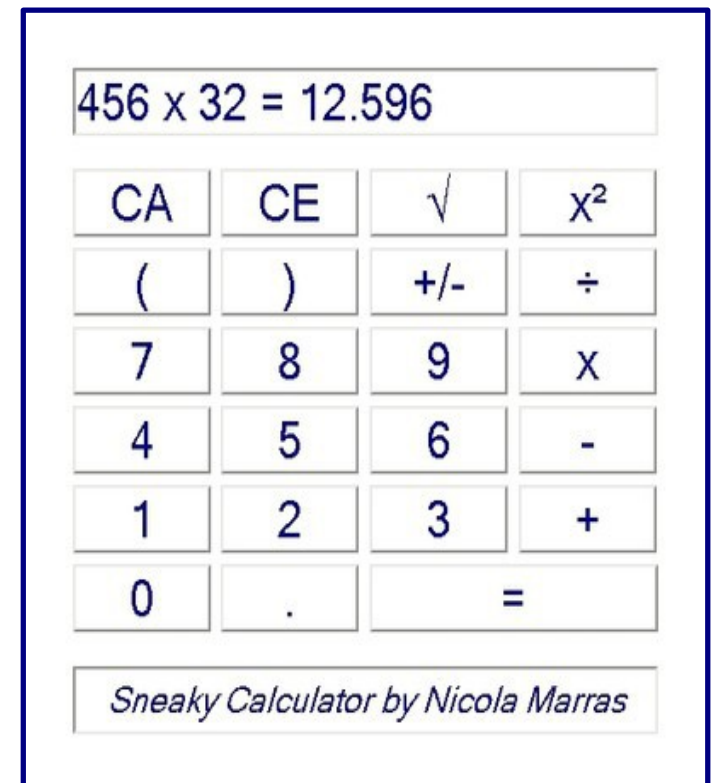 456 x 32 = 12.596
CA CE √ x²
( ) +/- ÷
7 8 9 x
4 5 6 -
1 2 3 +
0 . =
Sneaky Calculator by Nicola Marras